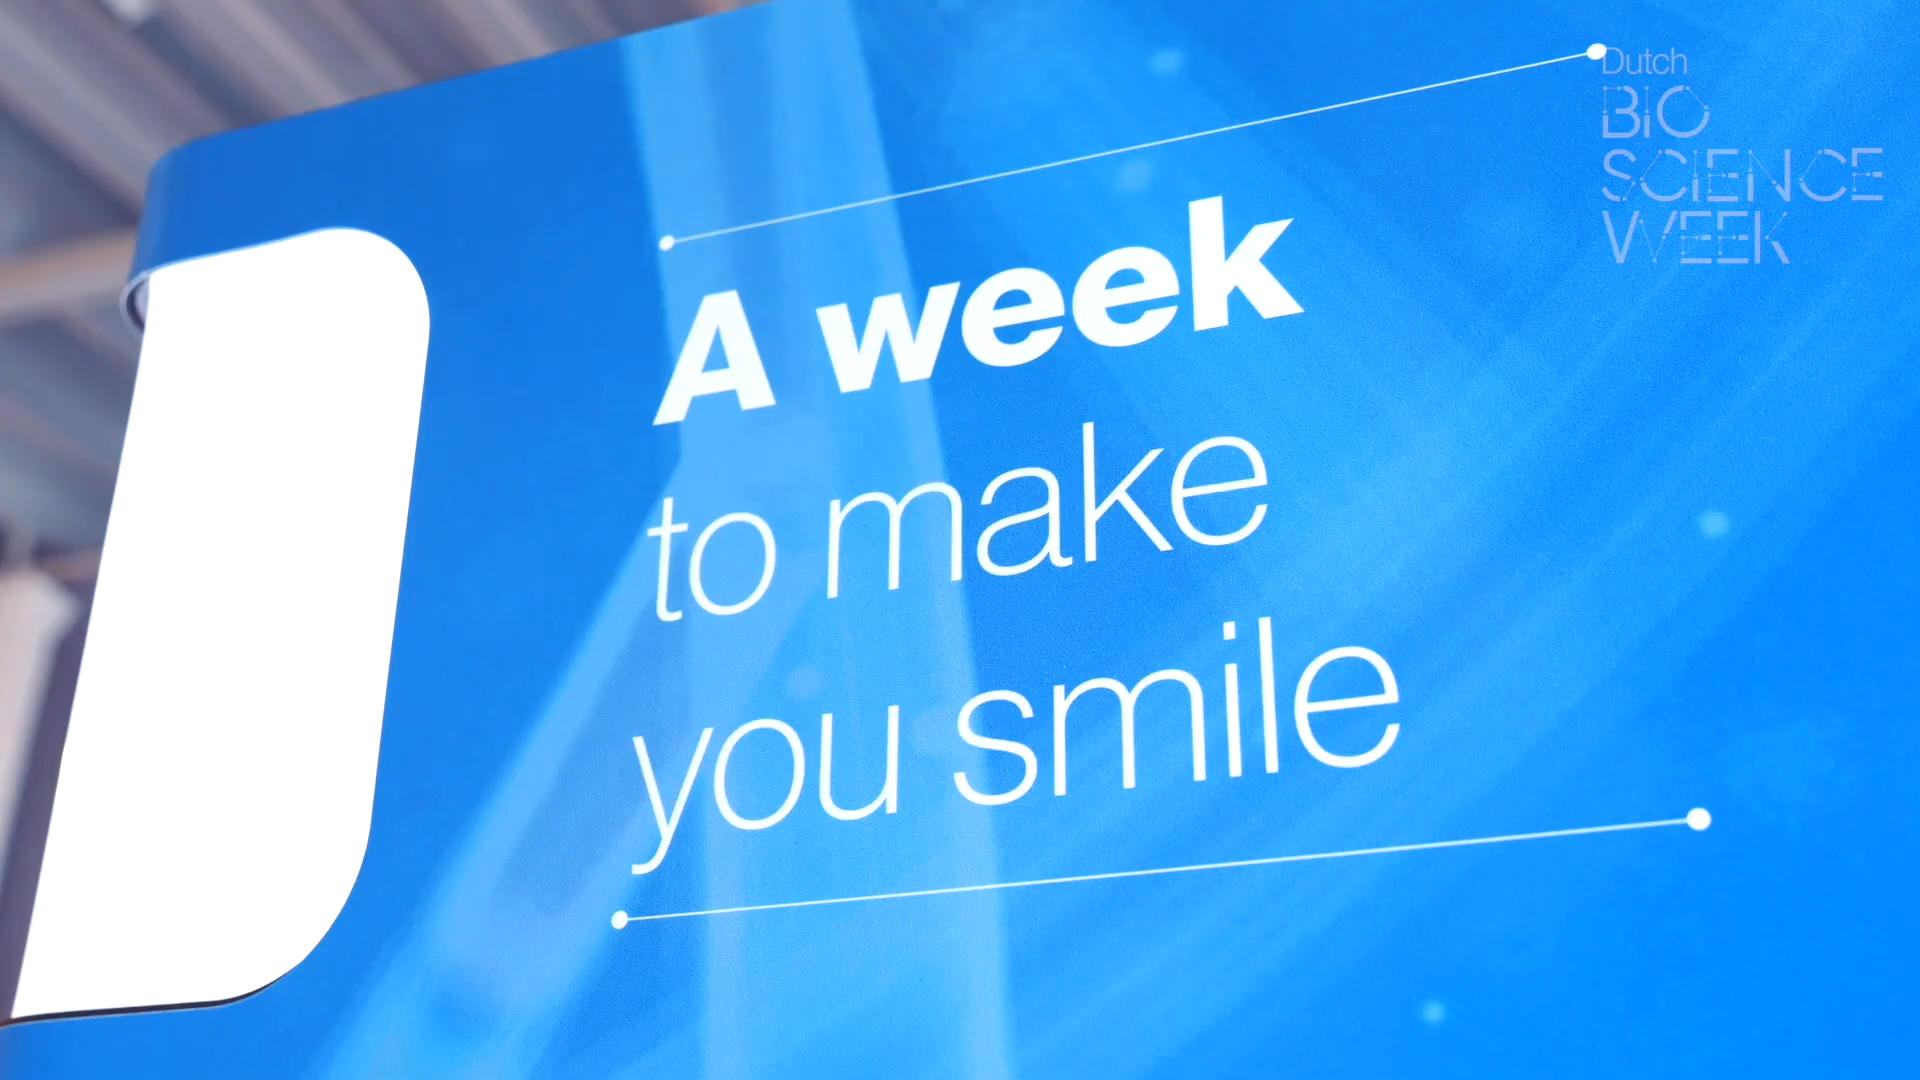 A week
to make
you smile
Dutch
BIO
SCIENCE
WEEK